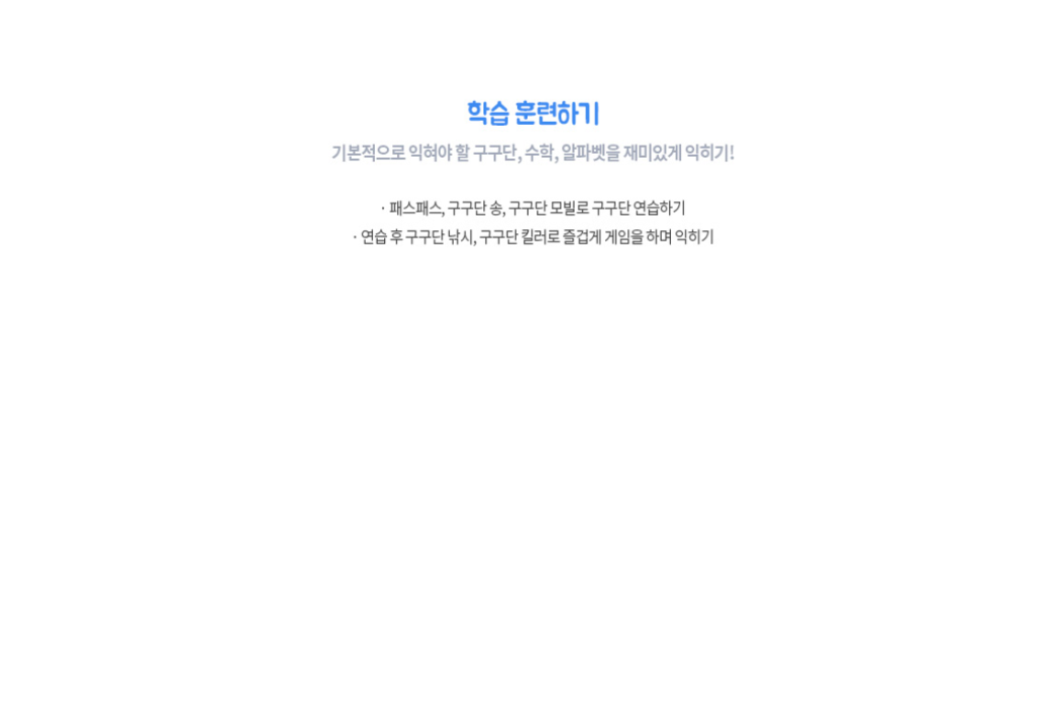 학습 훈련하기
기본적으로 익혀야 할 구구단, 수학, 알파벳을 재미있게 익히기!
· 패스패스, 구구단 송, 구구단 모빌로 구구단 연습하기
· 연습 후 구구단 낚시, 구구단 킬러로 즐겁게 게임을 하며 익히기